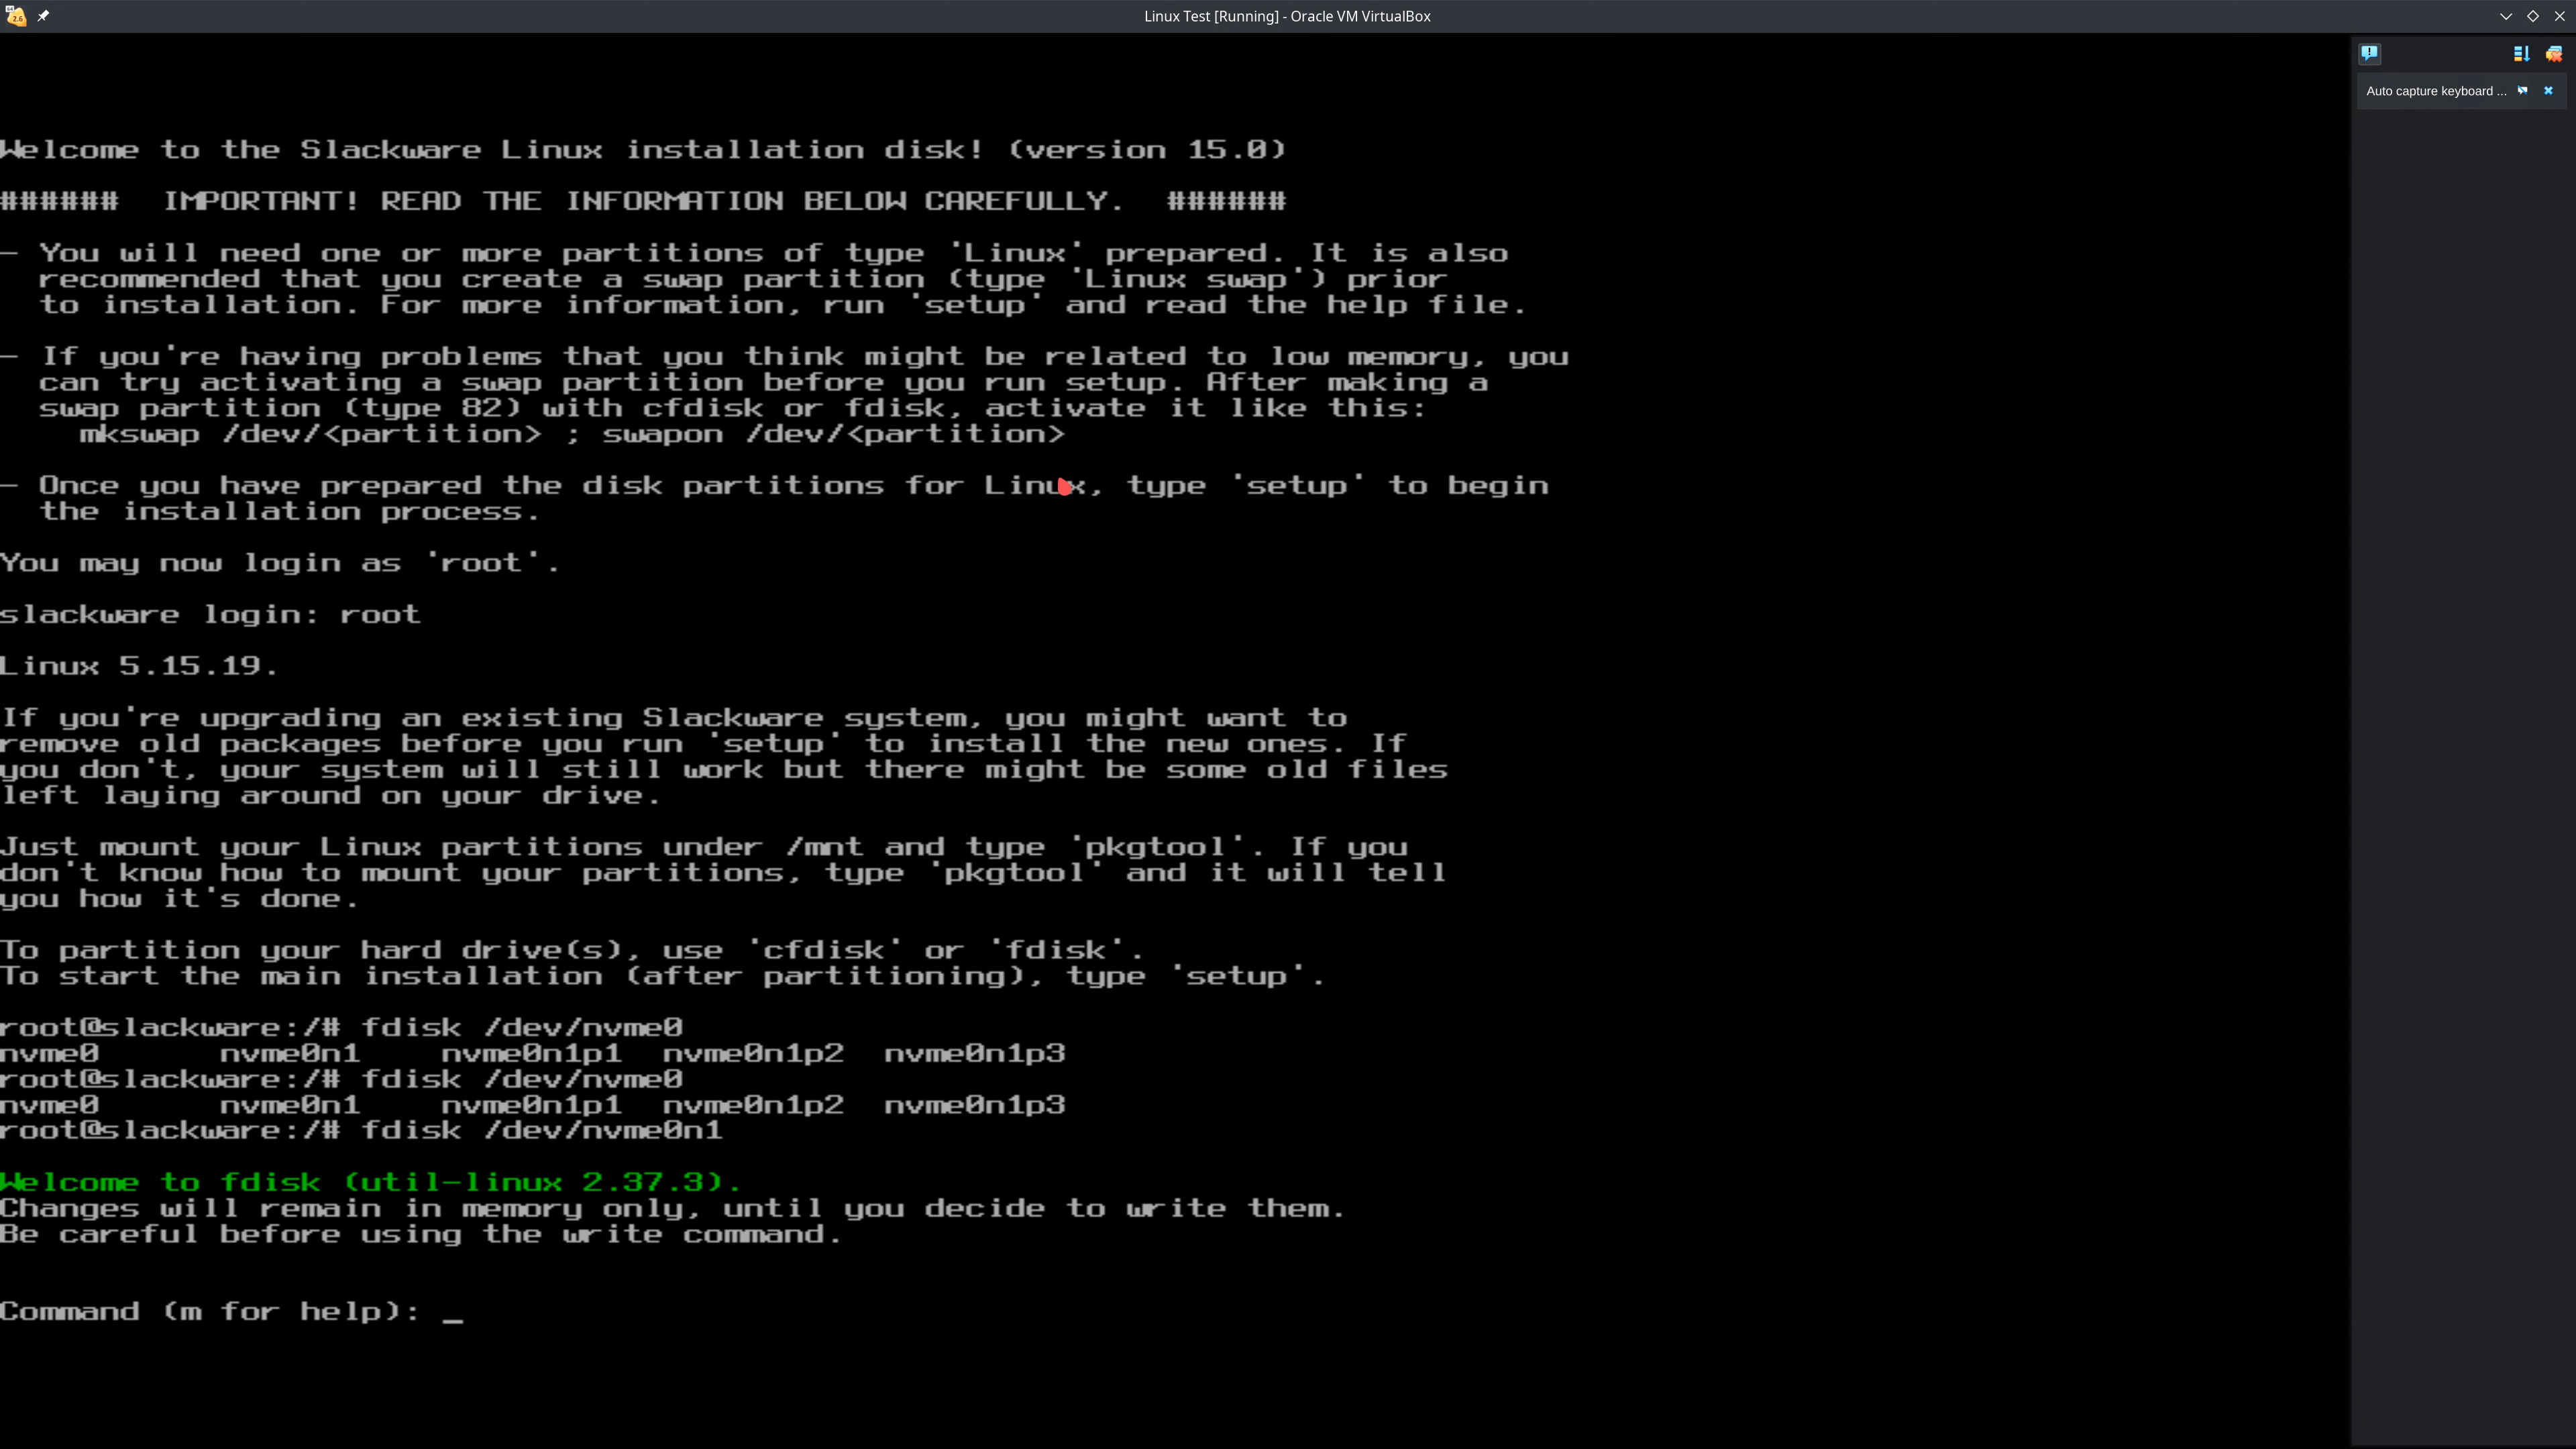 Linux Test [Running] - Oracle VM VirtualBox
Auto capture keyboard ...
Welcome to the Slackware Linux installation disk! (version 15.0)
###### IMPORTANT! READ THE INFORMATION BELOW CAREFULLY. ######
- You will need one or more partitions of type 'Linux' prepared. It is also
recommended that you create a swap partition (type 'Linux swap') prior
to installation. For more information, run 'setup' and read the help file.
- If you're having problems that you think might be related to low memory, you
can try activating a swap partition before you run setup. After making a
swap partition (type 82) with cfdisk or fdisk, activate it like this:
mkswap /dev/<partition> ; swapon /dev/<partition>
- Once you have prepared the disk partitions for Linux, type 'setup' to begin
the installation process.
You may now login as 'root'.
slackware login: root
Linux 5.15.19.
If you're upgrading an existing Slackware system, you might want to
remove old packages before you run 'setup' to install the new ones. If
you don't, your system will still work but there might be some old files
left laying around on your drive.
Just mount your Linux partitions under /mnt and type 'pkgtool'. If you
don't know how to mount your partitions, type 'pkgtool' and it will tell
you how it's done.
To partition your hard drive(s), use 'cfdisk' or 'fdisk'.
To start the main installation (after partitioning), type 'setup'.
root@slackware:/# fdisk /dev/nvme0
nvme0 nvme0n1 nvme0n1p1 nvme0n1p2 nvme0n1p3
root@slackware:/# fdisk /dev/nvme0
nvme0 nvme0n1 nvme0n1p1 nvme0n1p2 nvme0n1p3
root@slackware:/# fdisk /dev/nvme0n1
Welcome to fdisk (util-linux 2.37.3).
Changes will remain in memory only, until you decide to write them.
Be careful before using the write command.
Command (m for help): _